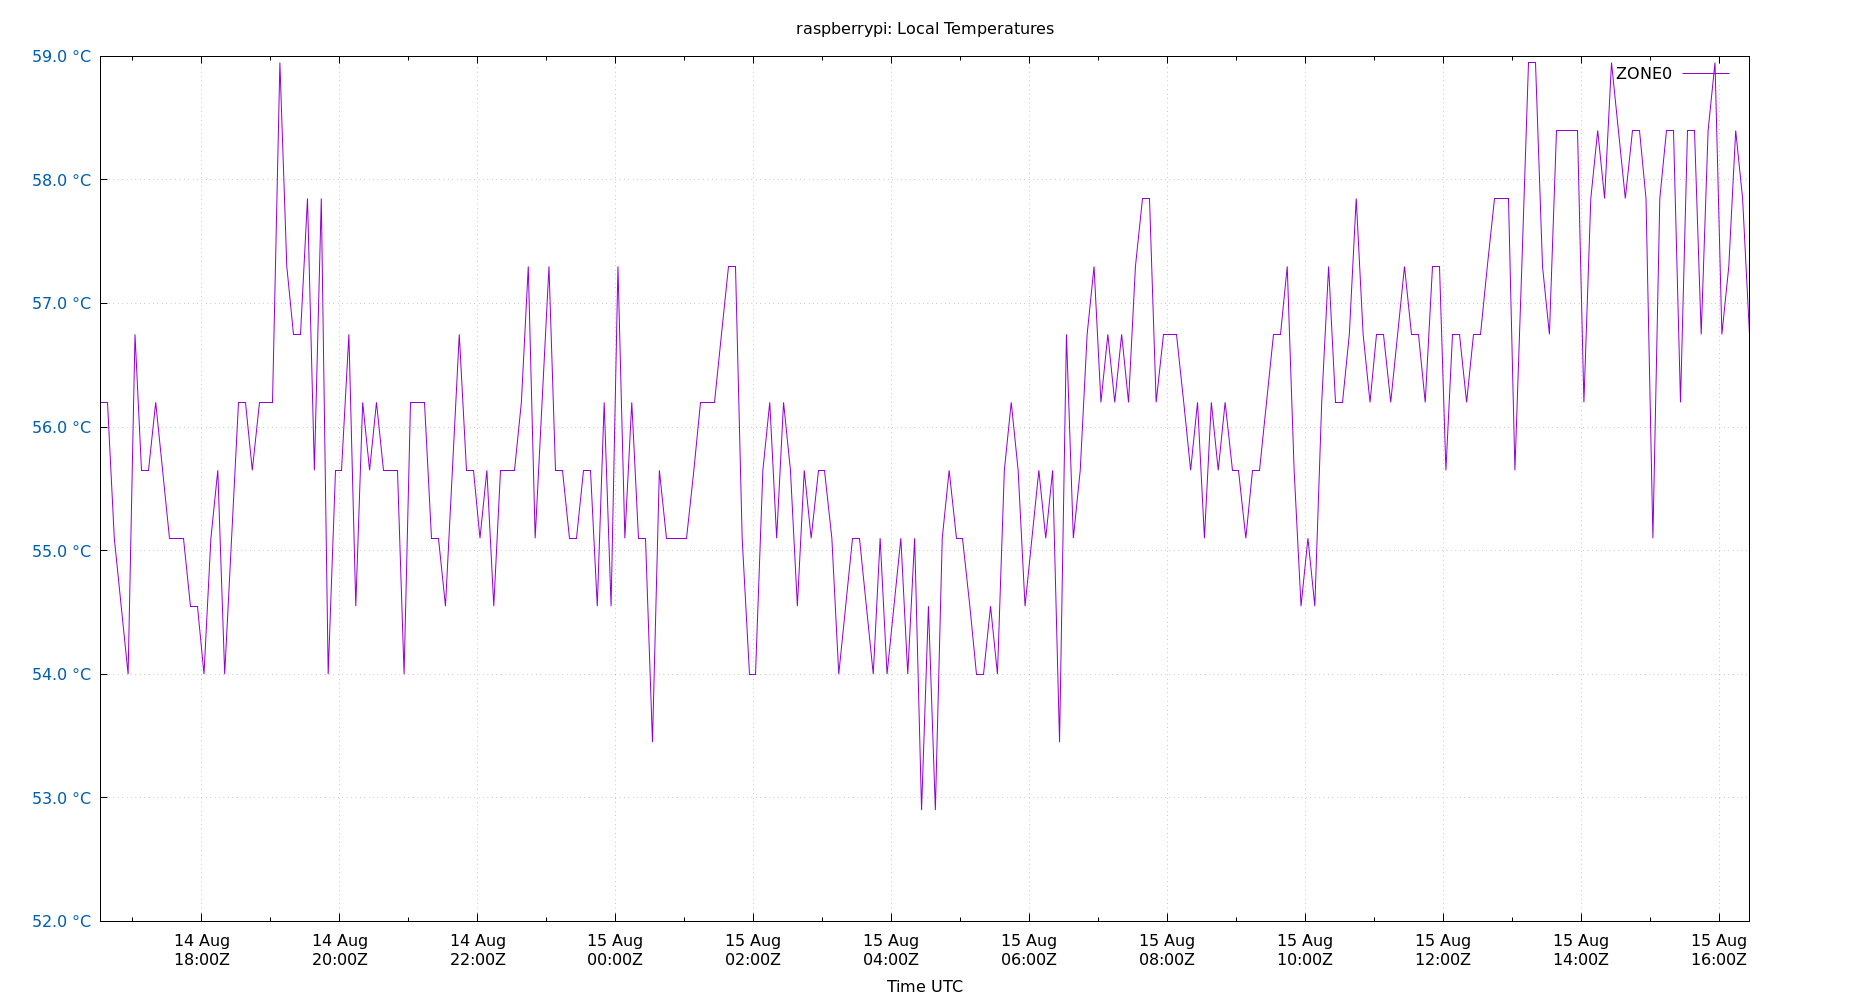 raspberrypi: Local Temperatures
59.0 °C
58.0 °C
57.0 °C
56.0 °C
55.0 °C
54.0 °C
53.0 °C
52.0 °C
ZONE0
14 Aug 14 Aug 14 Aug 15 Aug 15 Aug 15 Aug 15 Aug 15 Aug 15 Aug 15 Aug 15 Aug 15 Aug
18:00Z 20:00Z 22:00Z 00:00Z 02:00Z 04:00Z 06:00Z 08:00Z 10:00Z 12:00Z 14:00Z 16:00Z
Time UTC